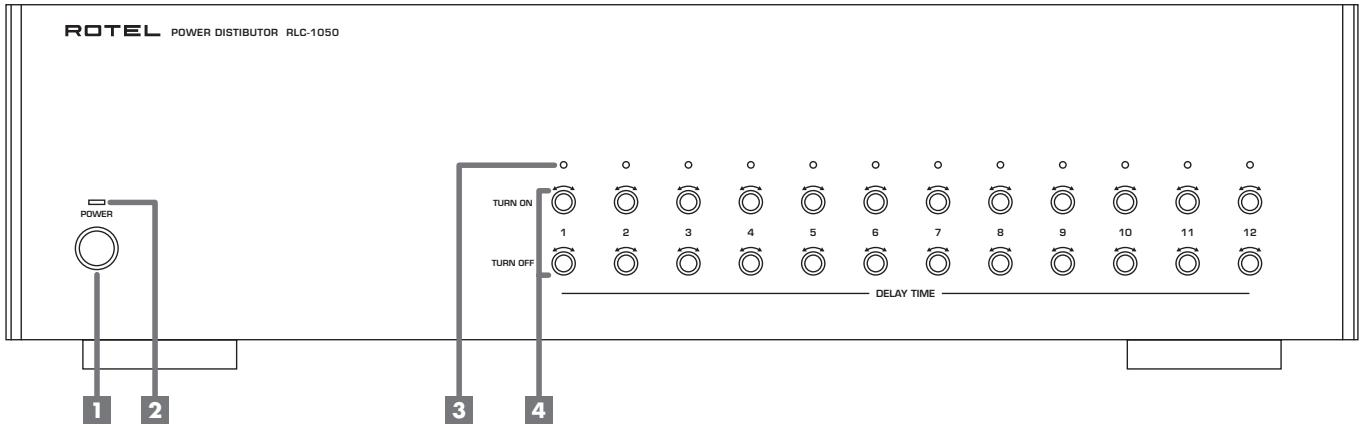 ROTEL POWER DISTIBUTOR RLC-1050
POWER
TURN ON
1 2 3 4 5 6 7 8 9 10 11 12
TURN OFF
DELAY TIME
1 2 3 4